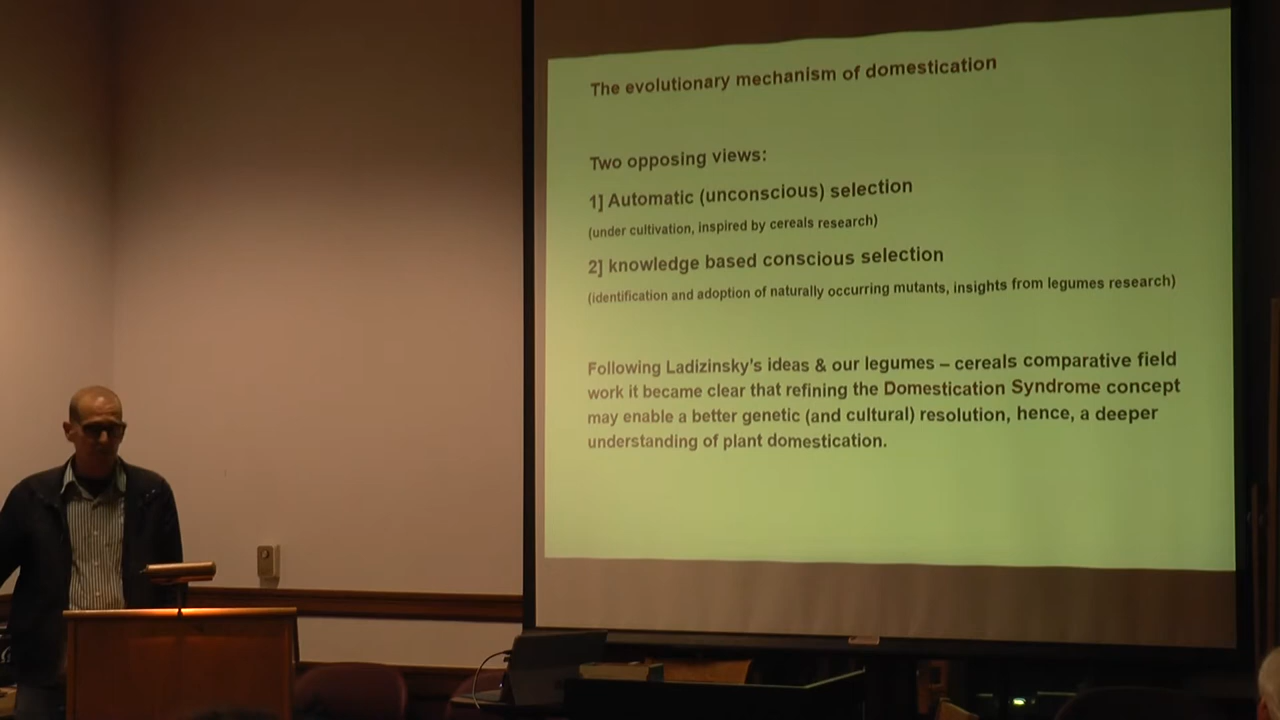 The evolutionary mechanism of domestication
Two opposing views:
1] Automatic (unconscious) selection
(under cultivation, inspired by cereals research)
2] knowledge based conscious selection
(identification and adoption of naturally occurring mutants, insights from legumes research)
Following Ladizinsky's ideas & our legumes – cereals comparative field
work it became clear that refining the Domestication Syndrome concept
may enable a better genetic (and cultural) resolution, hence, a deeper
understanding of plant domestication.